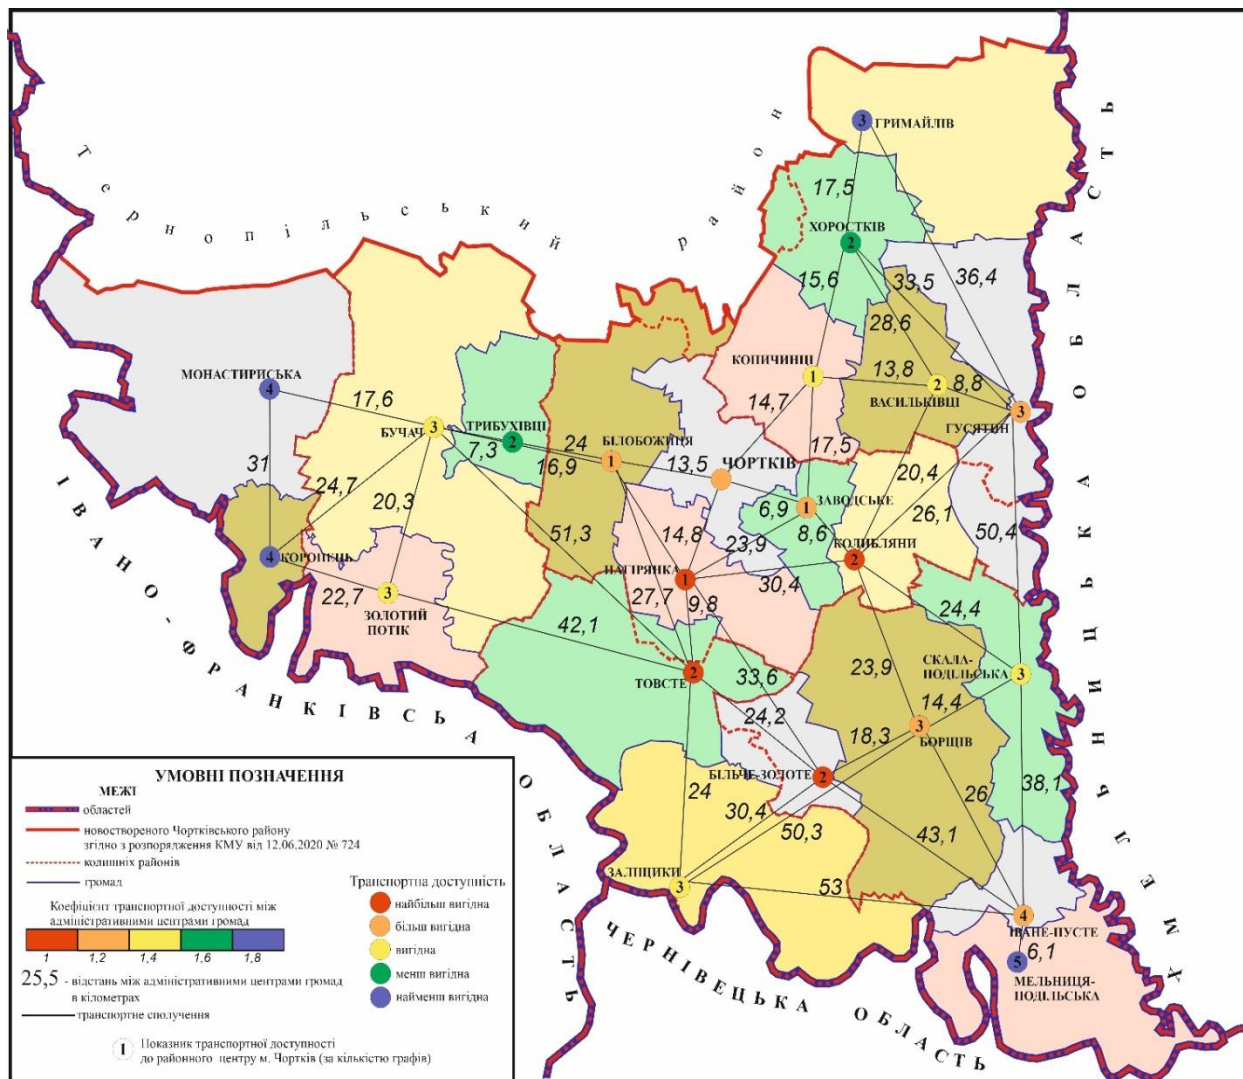 Тернопільський район
ГРИМАЙЛІВ
3
17,5
ХОРОСТКІВ
2
33,5
36,4
15,6
28,6
КОПИЧИНЦІ
1
13,8
2
8,8
ВАСИЛЬКІВЦІ
3
ГУСЯТИН
14,7
17,5
МОНАСТИРИСЬКА
4
17,6
БУЧАЧ
3
ТРИБУХІВЦІ
2
7,3
24
16,9
БІЛОБОЖНИЦЯ
1
13,5
ЧОРТКІВ
6,9
1
ЗАВОДСЬКЕ
8,6
20,4
26,1
50,4
31
24,7
20,3
51,3
14,8
23,9
КОЛИНДЯНИ
2
4
КОРОПЕЦЬ
22,7
3
ЗОЛОТИЙ
ПОТІК
НАГІРЯНКА
1
27,7
9,8
30,4
24,4
42,1
ТОВСТЕ
2
33,6
23,9
СКАЛА-
ПОДІЛЬСЬКА
3
24,2
14,4
18,3
3
БОРЩІВ
БІЛЬЧЕ-ЗОЛОТЕ
2
24
30,4
50,3
43,1
26
38,1
ЗАЛІЩИКИ
3
53
4
ІВАНЕ-ПУСТЕ
6,1
5
МЕЛЬНИЦЯ-
ПОДІЛЬСЬКА
ІВАНО-ФРАНКІВСЬКА ОБЛАСТЬ
ЧЕРНІВЕЦЬКА ОБЛАСТЬ
ХМЕЛЬНИЦЬКА ОБЛАСТЬ
УМОВНІ ПОЗНАЧЕННЯ
МЕЖІ
областей
новоствореного Чортківського району
згідно з розпорядження КМУ від 12.06.2020 № 724
колишніх районів
громад
Коефіцієнт транспортної доступності між
адміністративними центрами громад
1 1,2 1,4 1,6 1,8
25,5 - відстань між адміністративними центрами громад
в кілометрах
транспортне сполучення
Транспортна доступність
найбільш вигідна
більш вигідна
вигідна
менш вигідна
найменш вигідна
1 Показник транспортної доступності
до районного центру м. Чортків (за кількістю графів)